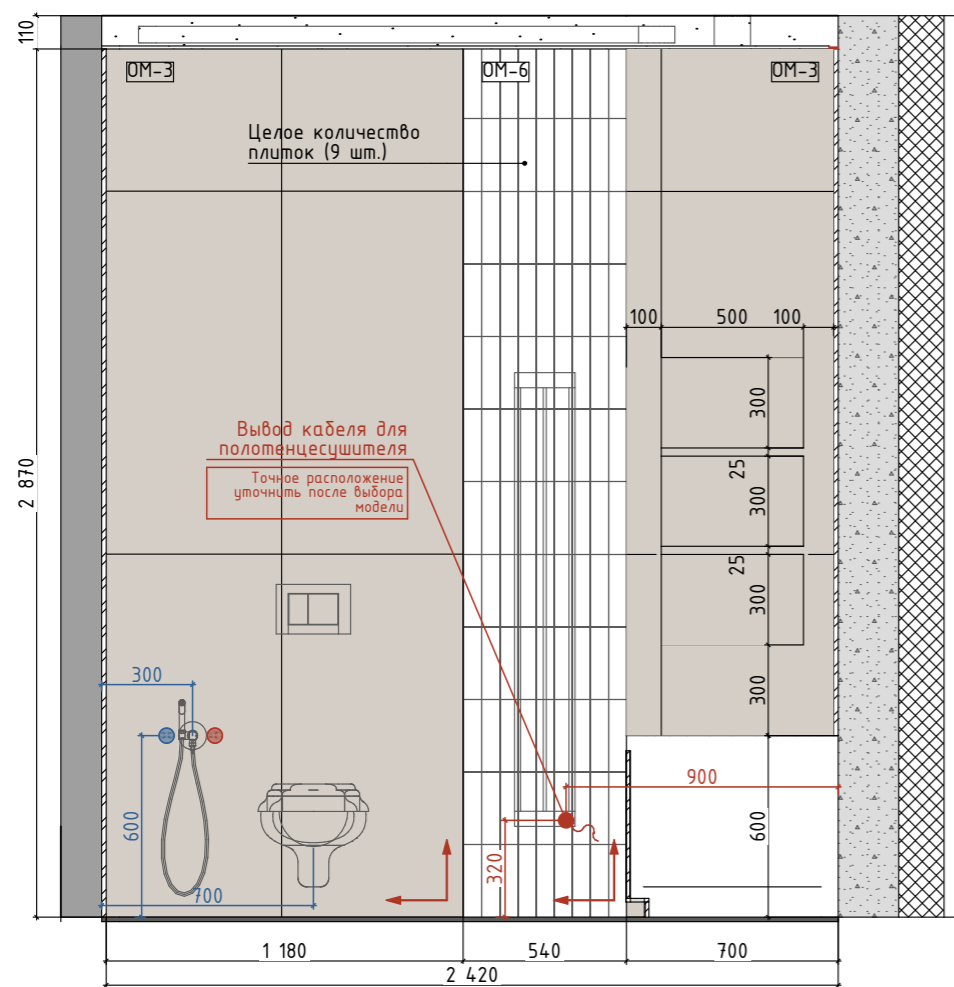 110
ОМ-3
ОМ-6
ОМ-3
Целое количество
плиток (9 шт.)
100
500
100
300
Вывод кабеля для
полотенцесушителя
Точное расположение
уточнить после выбора
модели
2 870
25
300
25
300
300
300
900
600
600
320
700
1 180
540
700
2 420